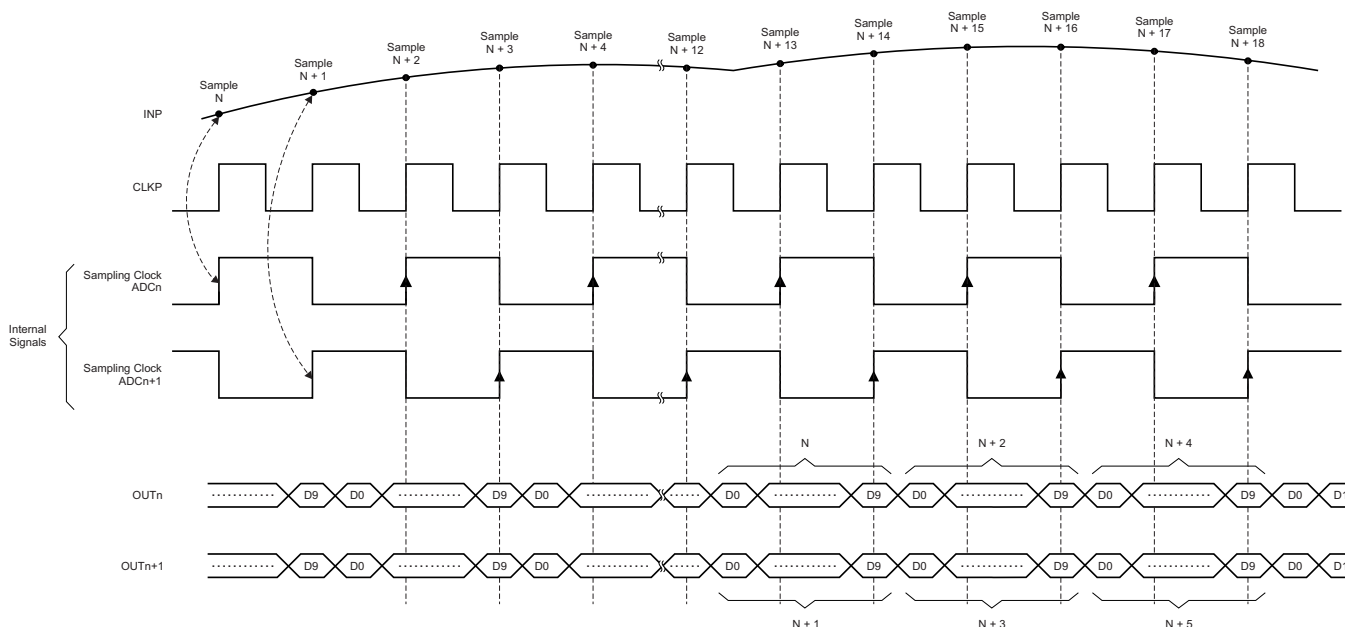 Sample
N
Sample
N + 1
Sample
N + 2
Sample
N + 3
Sample
N + 4
Sample
N + 12
Sample
N + 13
Sample
N + 14
Sample
N + 15
Sample
N + 16
Sample
N + 17
Sample
N + 18
INP
CLKP
Internal
Signals
Sampling Clock
ADCn
Sampling Clock
ADCn+1
N
N + 2
N + 4
OUTn
D9 D0 D9 D0 D0 D9 D0 D9 D0 D9 D0 D1
OUTn+1
D9 D0 D9 D0 D0 D9 D0 D9 D0 D9 D0 D1
N + 1
N + 3
N + 5